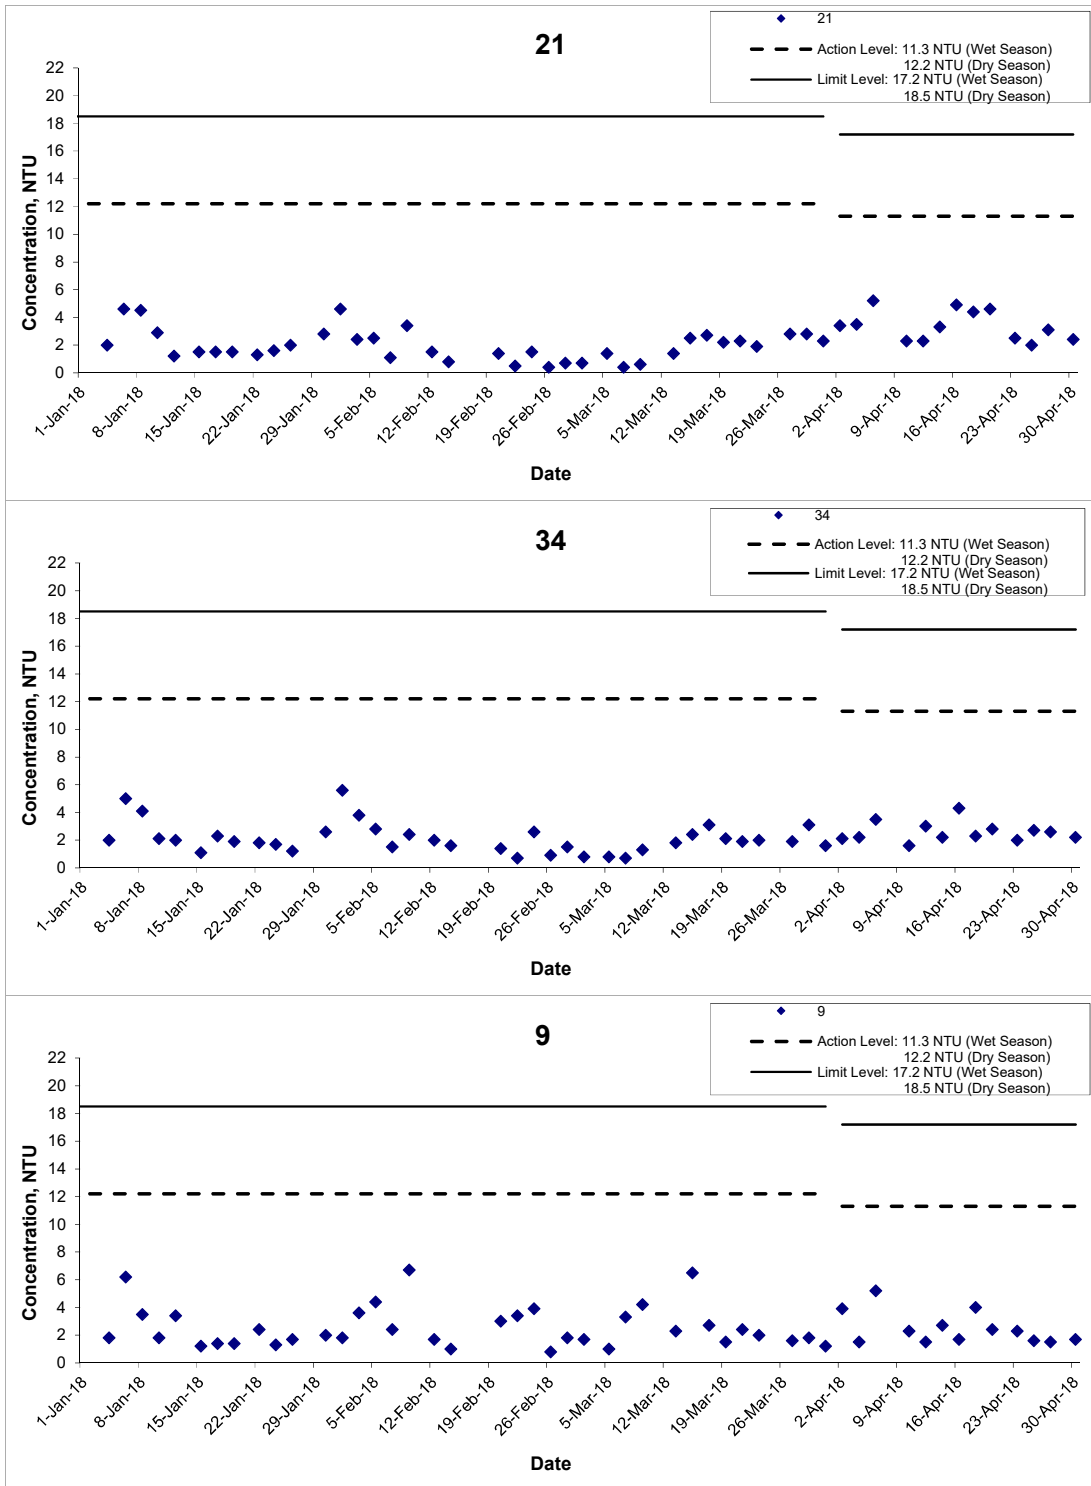 21
21
Action Level: 11.3 NTU (Wet Season)
12.2 NTU (Dry Season)
Limit Level: 17.2 NTU (Wet Season)
18.5 NTU (Dry Season)
Concentration, NTU
22
20
18
16
14
12
10
8
6
4
2
0
1-Jan-18
8-Jan-18
15-Jan-18
22-Jan-18
29-Jan-18
5-Feb-18
12-Feb-18
19-Feb-18
26-Feb-18
5-Mar-18
12-Mar-18
19-Mar-18
26-Mar-18
2-Apr-18
9-Apr-18
16-Apr-18
23-Apr-18
30-Apr-18
Date
34
34
Action Level: 11.3 NTU (Wet Season)
12.2 NTU (Dry Season)
Limit Level: 17.2 NTU (Wet Season)
18.5 NTU (Dry Season)
Concentration, NTU
22
20
18
16
14
12
10
8
6
4
2
0
1-Jan-18
8-Jan-18
15-Jan-18
22-Jan-18
29-Jan-18
5-Feb-18
12-Feb-18
19-Feb-18
26-Feb-18
5-Mar-18
12-Mar-18
19-Mar-18
26-Mar-18
2-Apr-18
9-Apr-18
16-Apr-18
23-Apr-18
30-Apr-18
Date
9
9
Action Level: 11.3 NTU (Wet Season)
12.2 NTU (Dry Season)
Limit Level: 17.2 NTU (Wet Season)
18.5 NTU (Dry Season)
Concentration, NTU
22
20
18
16
14
12
10
8
6
4
2
0
1-Jan-18
8-Jan-18
15-Jan-18
22-Jan-18
29-Jan-18
5-Feb-18
12-Feb-18
19-Feb-18
26-Feb-18
5-Mar-18
12-Mar-18
19-Mar-18
26-Mar-18
2-Apr-18
9-Apr-18
16-Apr-18
23-Apr-18
30-Apr-18
Date